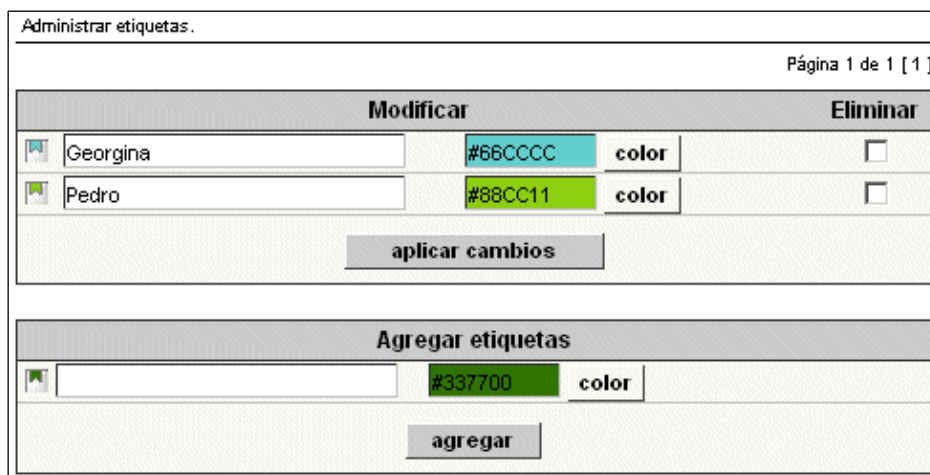 Administrar etiquetas.
Página 1 de 1 [ 1 ]
Modificar Eliminar
Georgina #66CCCC color
Pedro #88CC11 color
aplicar cambios
Agregar etiquetas
#337700 color
agregar